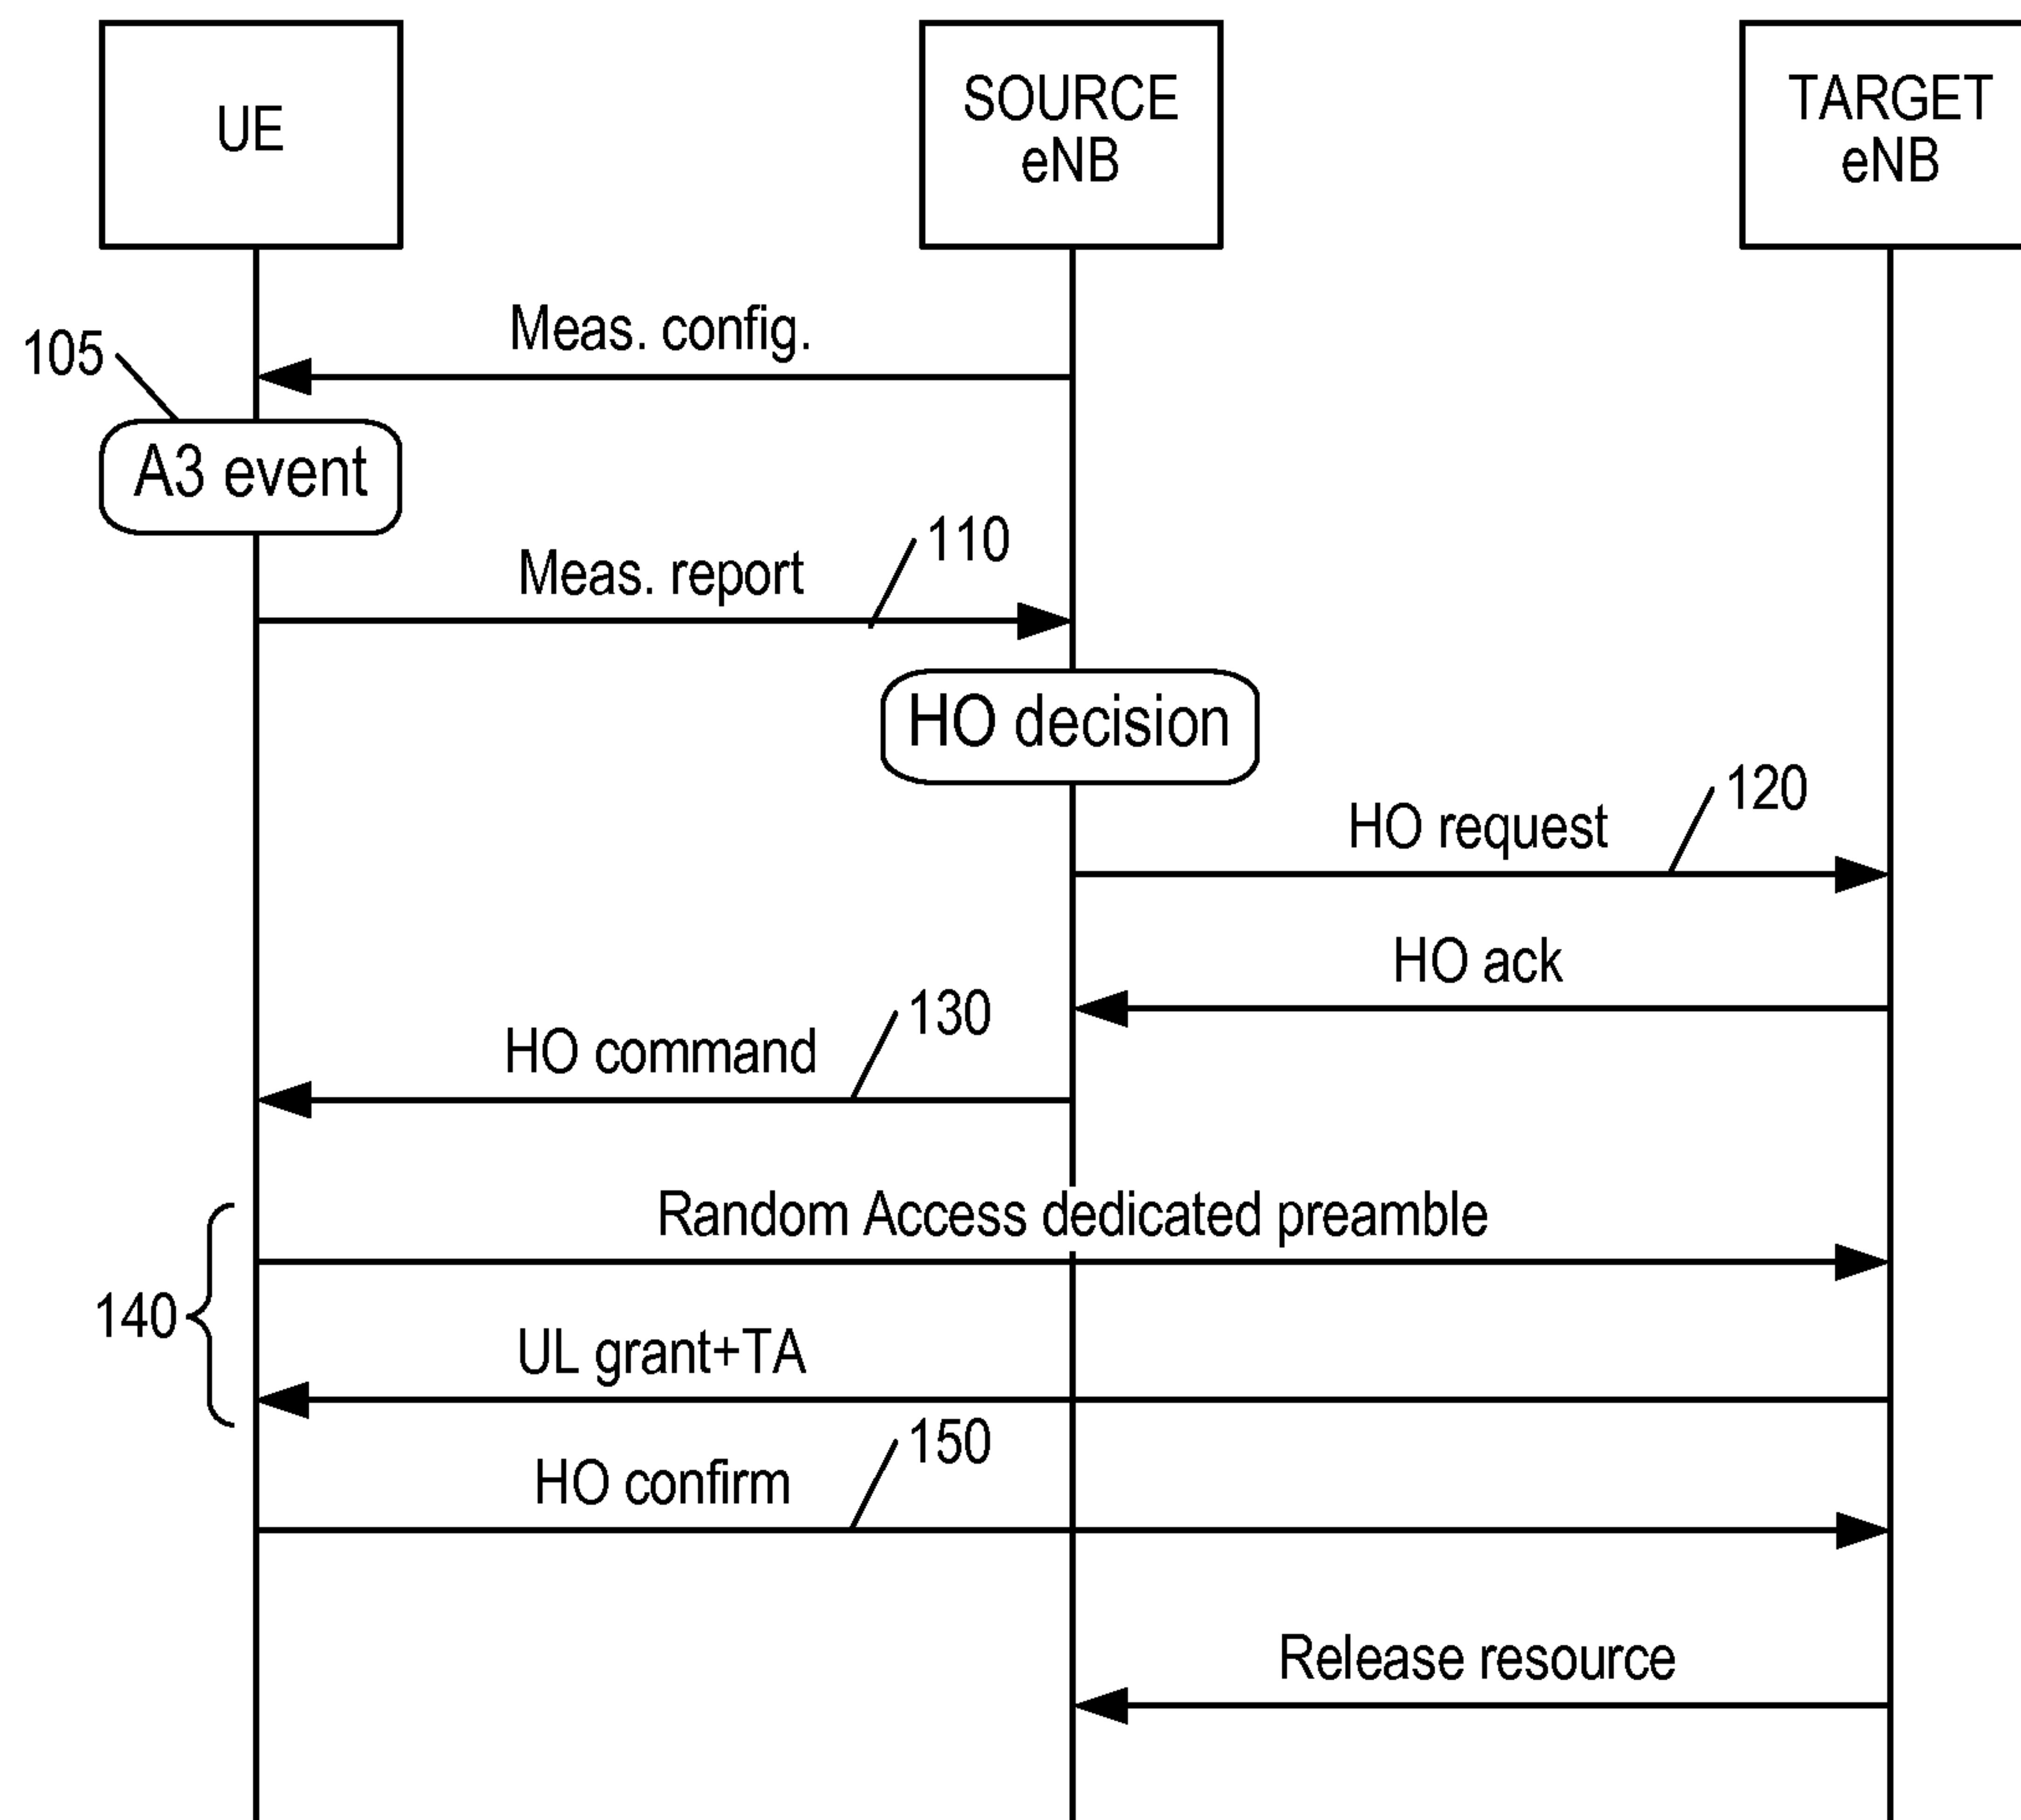 UE
SOURCE
eNB
TARGET
eNB
Meas. config.
105
A3 event
110
Meas. report
HO decision
120
HO request
HO ack
130
HO command
Random Access dedicated preamble
140
UL grant+TA
150
HO confirm
Release resource